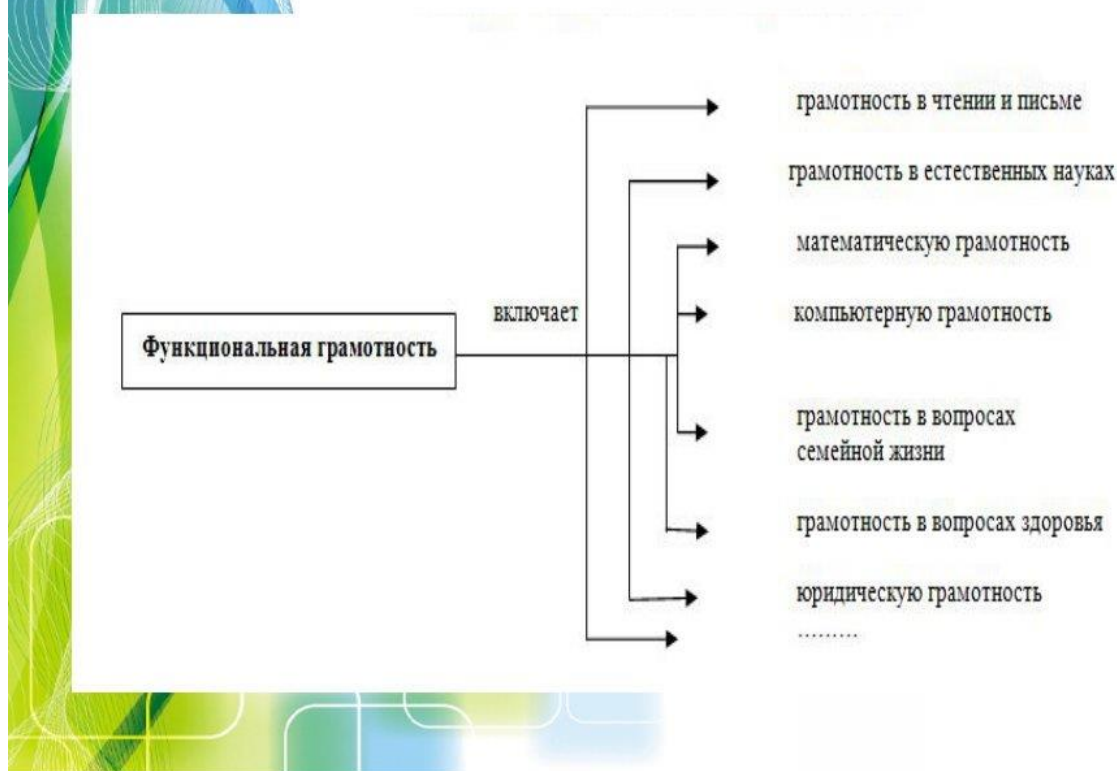 грамотность в чтении и письме
грамотность в естественных науках
математическую грамотность
включает
компьютерную грамотность
Функциональная грамотность
грамотность в вопросах
семейной жизни
грамотность в вопросах здоровья
юридическую грамотность
.........